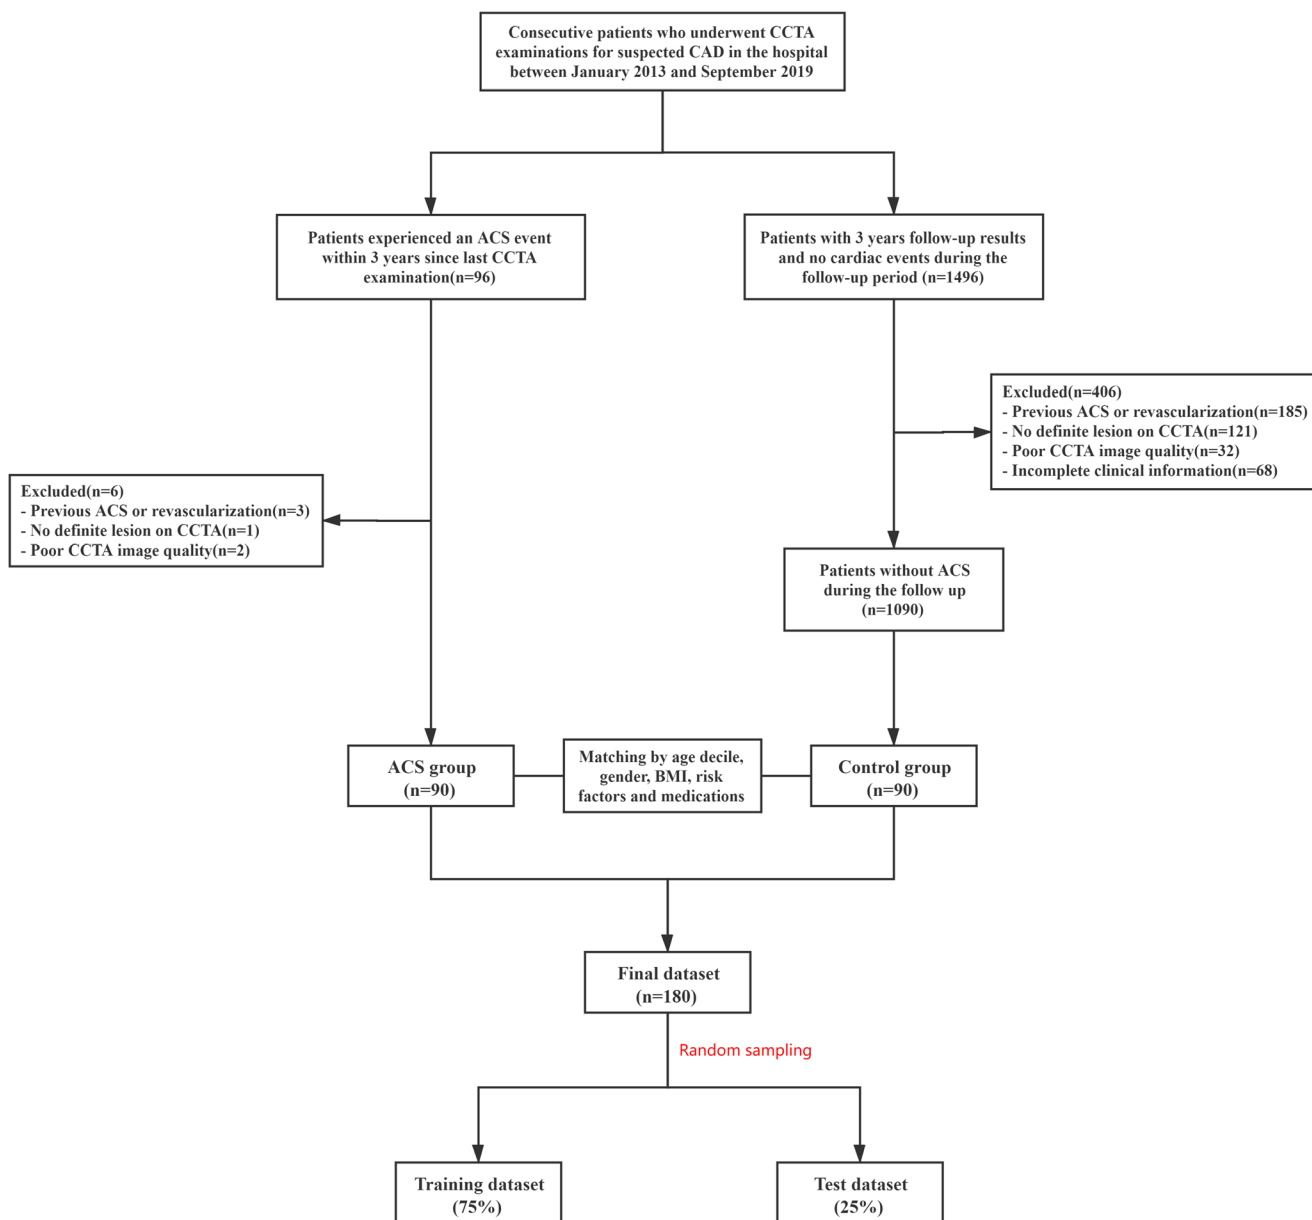 Consecutive patients who underwent CCTA
examinations for suspected CAD in the hospital
between January 2013 and September 2019
Patients experienced an ACS event
within 3 years since last CCTA
examination(n=96)
Patients with 3 years follow-up results
and no cardiac events during the
follow-up period (n=1496)
Excluded(n=406)
- Previous ACS or revascularization(n=185)
- No definite lesion on CCTA(n=121)
- Poor CCTA image quality(n=32)
- Incomplete clinical information(n=68)
Excluded(n=6)
- Previous ACS or revascularization(n=3)
- No definite lesion on CCTA(n=1)
- Poor CCTA image quality(n=2)
Patients without ACS
during the follow up
(n=1090)
ACS group
(n=90)
Matching by age decile,
gender, BMI, risk
factors and medications
Control group
(n=90)
Final dataset
(n=180)
Random sampling
Training dataset
(75%)
Test dataset
(25%)